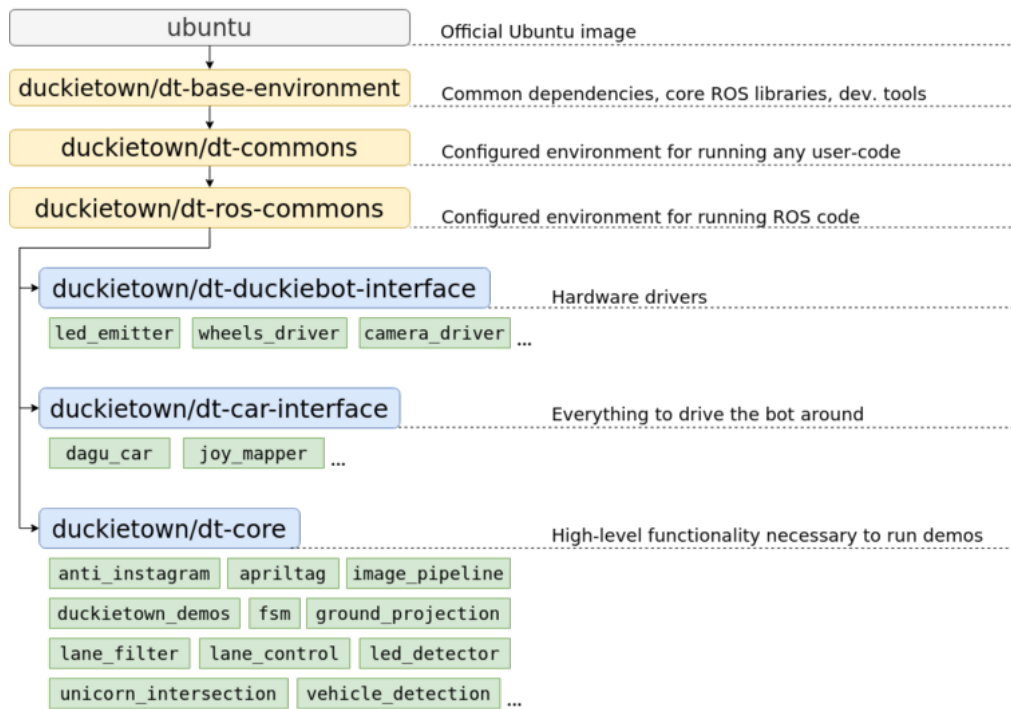 ubuntu
Official Ubuntu image
duckietown/dt-base-environment
Common dependencies, core ROS libraries, dev. tools
duckietown/dt-commons
Configured environment for running any user-code
duckietown/dt-ros-commons
Configured environment for running ROS code
duckietown/dt-duckiebot-interface
Hardware drivers
led_emitter wheels_driver camera_driver ...
duckietown/dt-car-interface
Everything to drive the bot around
dagu_car joy_mapper ...
duckietown/dt-core
High-level functionality necessary to run demos
anti_instagram apriltag image_pipeline
duckietown_demos fsm ground_projection
lane_filter lane_control led_detector
unicorn_intersection vehicle_detection ...